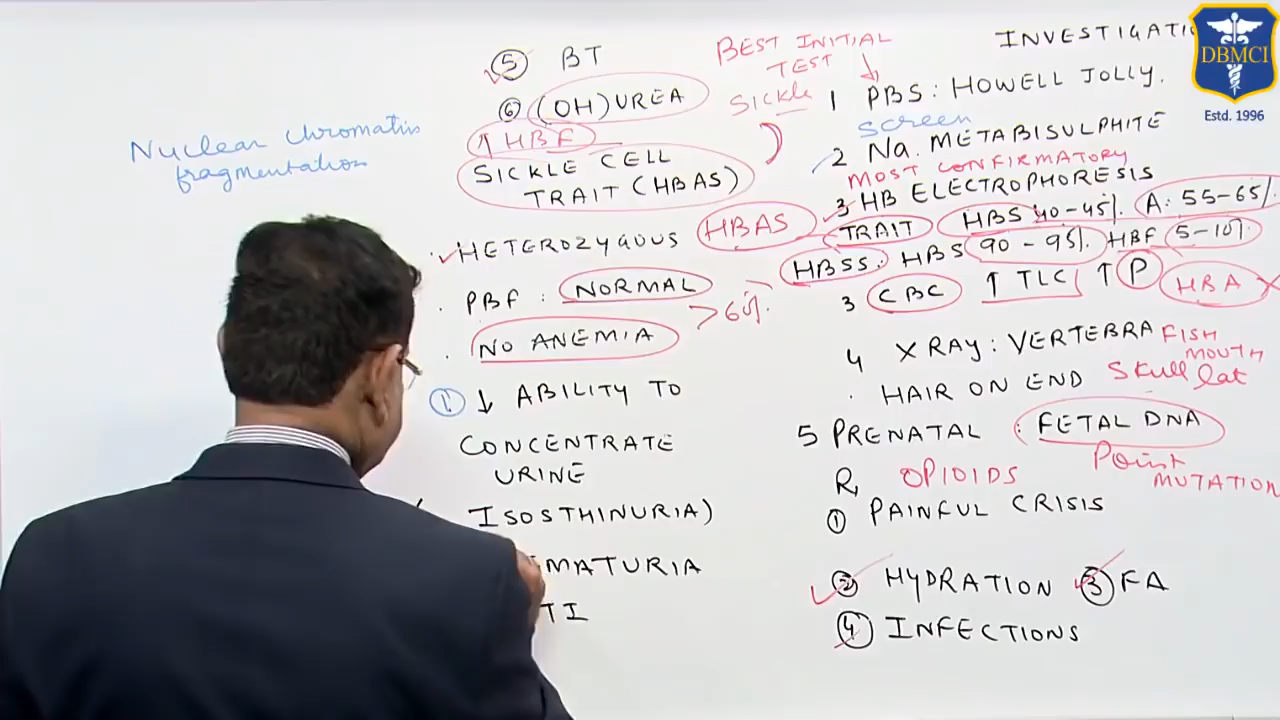 Nuclear chromatin
fragmentation
5 BT
6 (OH) UREA
↑ HBF
SICKLE CELL
TRAIT (HBAS)
HETEROZYGOUS HBAS
PBF : NORMAL
NO ANEMIA >60%
1. ↓ ABILITY TO
CONCENTRATE
URINE
ISOSTHINURIA)
MATURIA
TI
BEST INITIAL
TEST
Sickle
INVESTIGATI
1 PBS : HOWELL JOLLY.
screen
2 Na. METABISULPHITE
MOST CONFIRMATORY
3 HB ELECTROPHORESIS
TRAIT HBS 40-45%. A: 55-65%.
HBSS: HBS 90-95%. HBF 5-10%.
3 CBC ↑ TLC ↑ P HBA X
4 X RAY : VERTEBRA FISH
MOUTH
. HAIR ON END Skull lat
5 PRENATAL : FETAL DNA
Point
MUTATION
R OPIOIDS
1 PAINFUL CRISIS
2 HYDRATION 3 FA
4 INFECTIONS
DBMCI
Estd. 1996